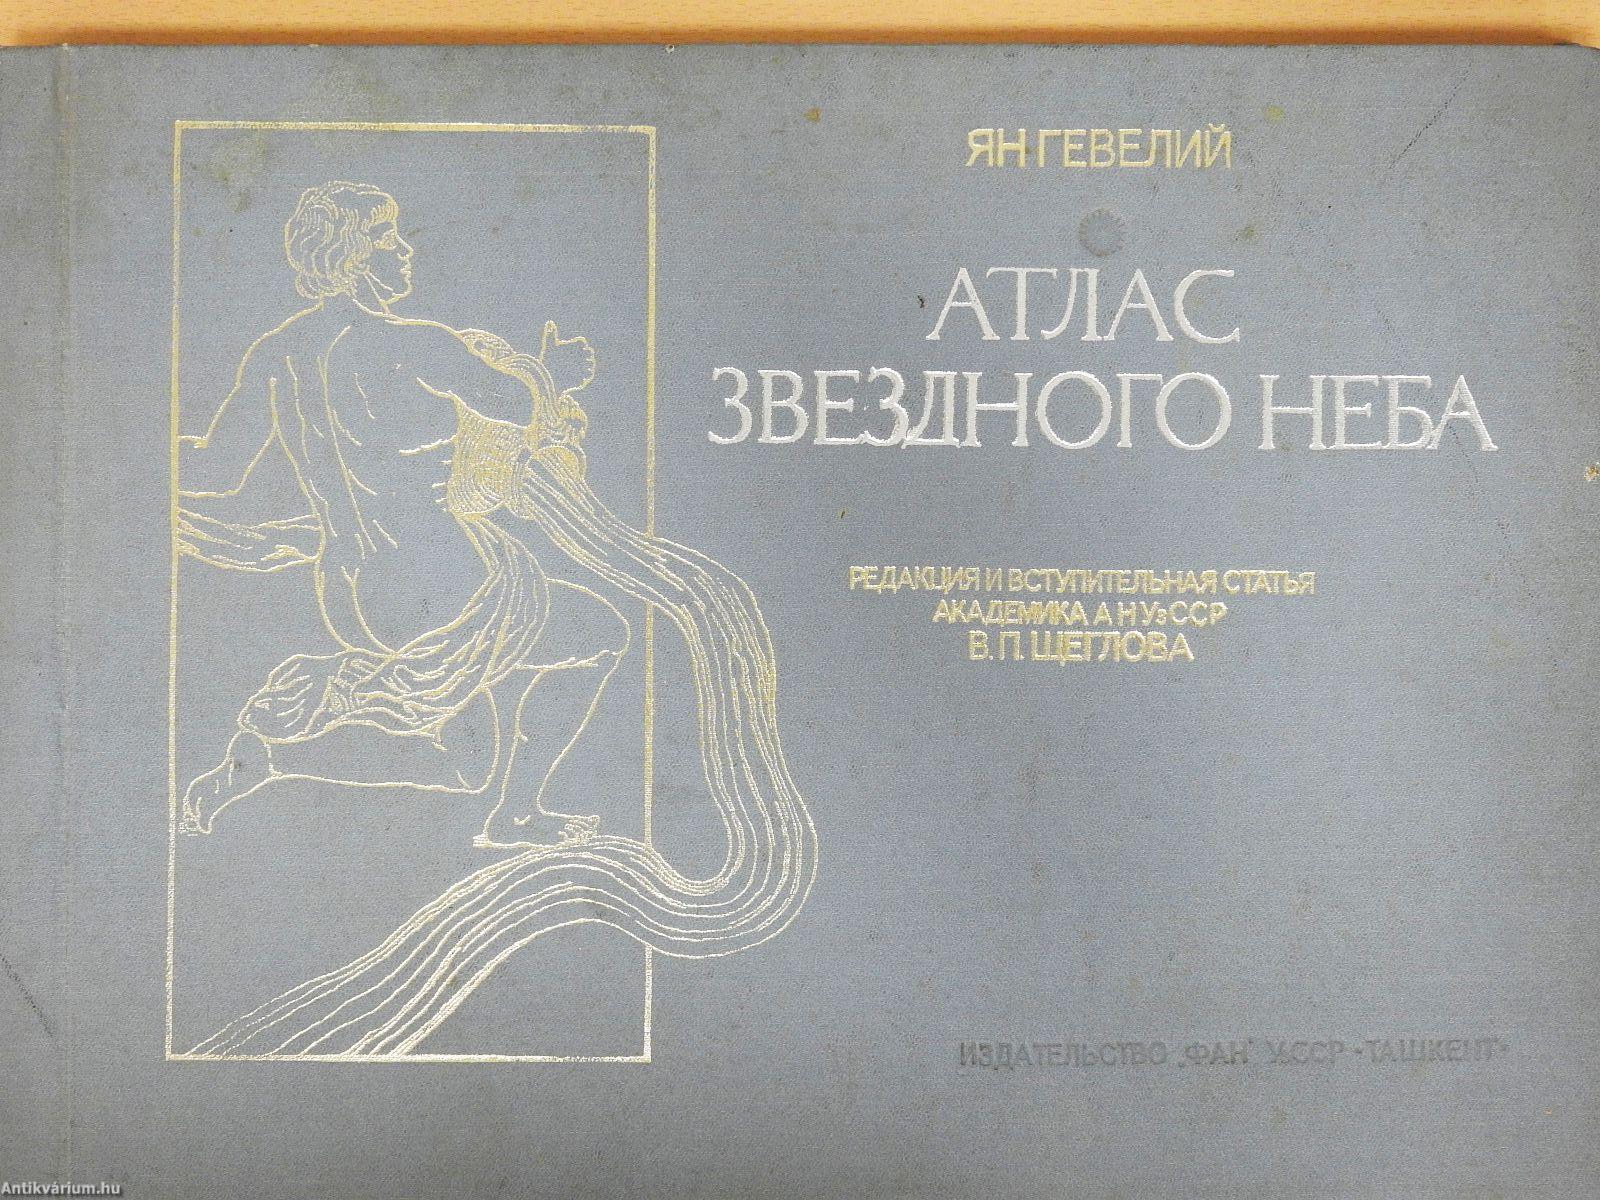 ЯН ГЕВЕЛИЙ
АТЛАС
ЗВЕЗДНОГО НЕБА
РЕДАКЦИЯ И ВСТУПИТЕЛЬНАЯ СТАТЬЯ
АКАДЕМИКА АН УзССР
В. П. ЩЕГЛОВА
ИЗДАТЕЛЬСТВО „ФАН" УзССР - ТАШКЕНТ-
Antikvárium.hu